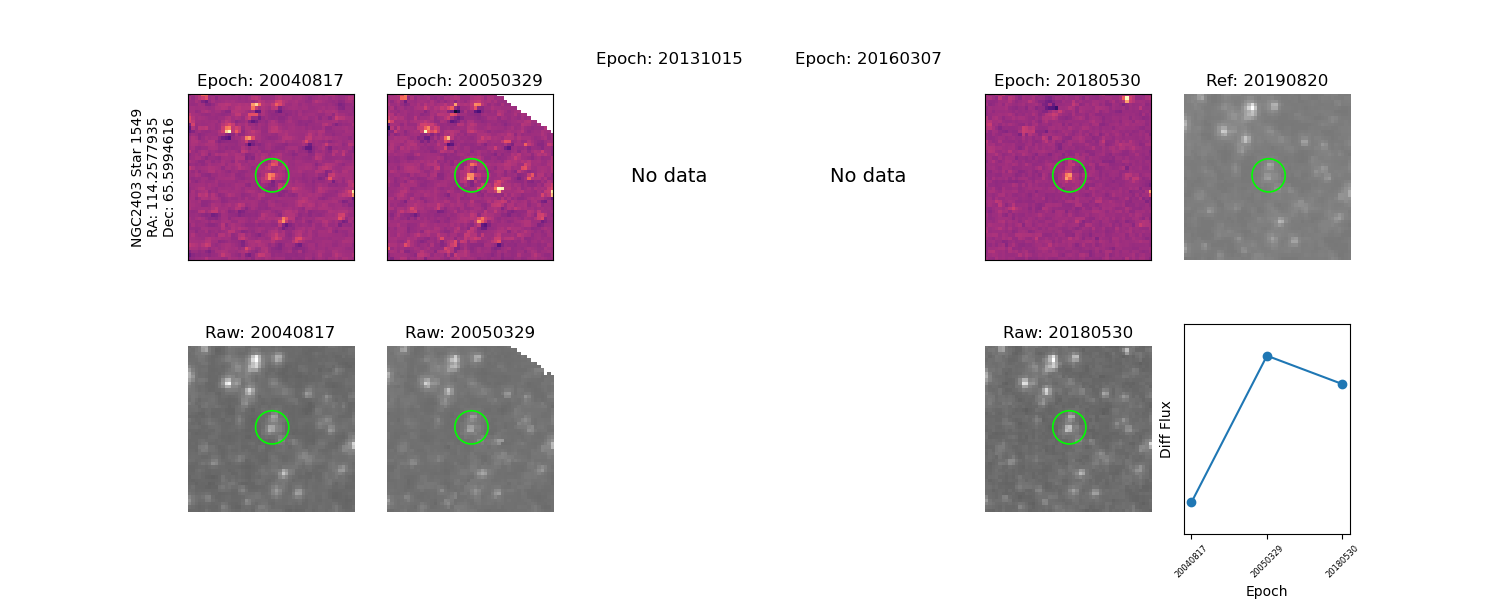 Epoch: 20040817
Epoch: 20050329
Epoch: 20131015
Epoch: 20160307
Epoch: 20180530
Ref: 20190820
NGC2403 Star 1549
RA: 114.2577935
Dec: 65.5994616
No data
No data
Raw: 20040817
Raw: 20050329
Raw: 20180530
Diff Flux
20040817
20050329
20180530
Epoch